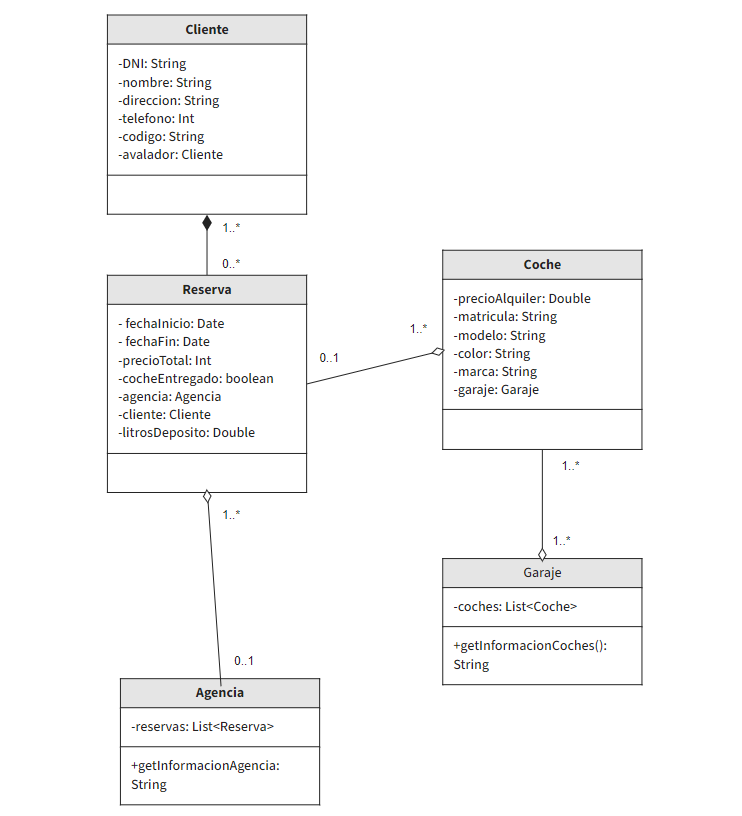 Cliente
-DNI: String
-nombre: String
-direccion: String
-telefono: Int
-codigo: String
-avalador: Cliente
1..*
0..*
Reserva
- fechaInicio: Date
- fechaFin: Date
-precioTotal: Int
-cocheEntregado: boolean
-agencia: Agencia
-cliente: Cliente
-litrosDeposito: Double
0..1
1..*
Coche
-precioAlquiler: Double
-matricula: String
-modelo: String
-color: String
-marca: String
-garaje: Garaje
1..*
1..*
Garaje
-coches: List<Coche>
+getInformacionCoches():
String
1..*
0..1
Agencia
-reservas: List<Reserva>
+getInformacionAgencia:
String